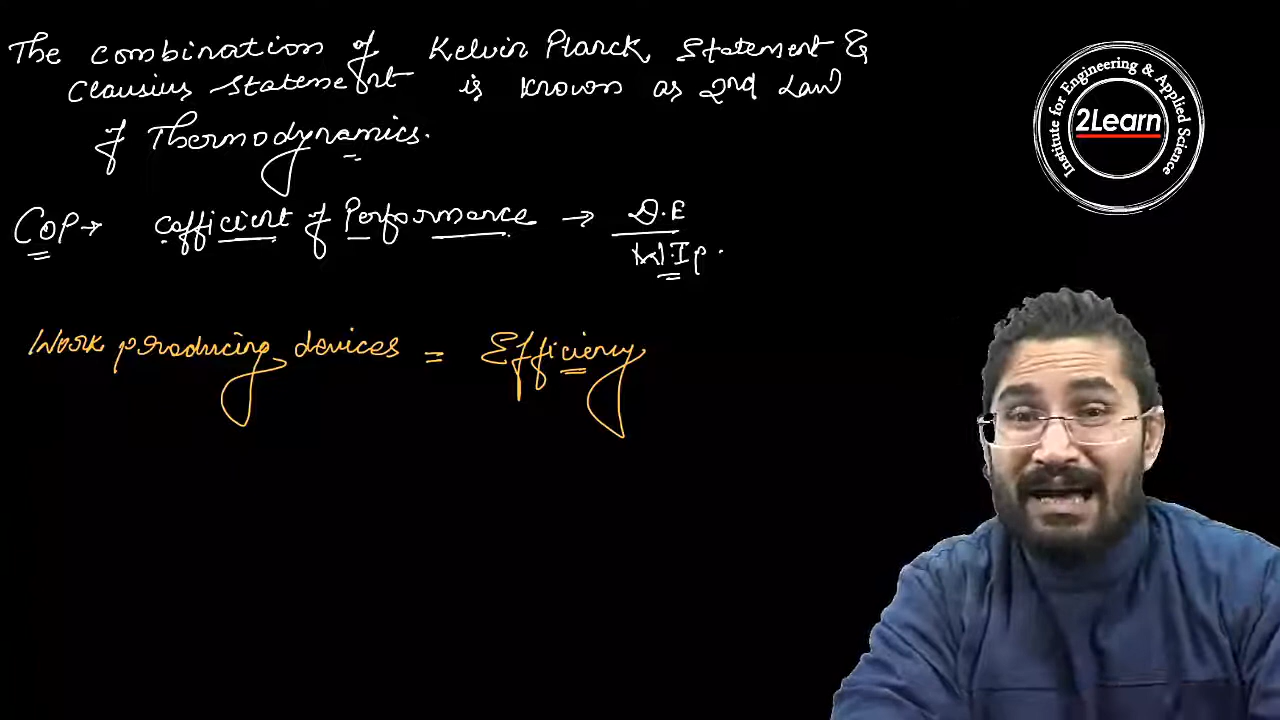 The combination of Kelvin Planck Statement &
Clausius statement is known as 2nd Law
of Thermodynamics.
COP → cofficient of Performance → D.E
W.Ip.
Work producing devices = Efficiency
Institute for Engineering & Applied Science
2Learn